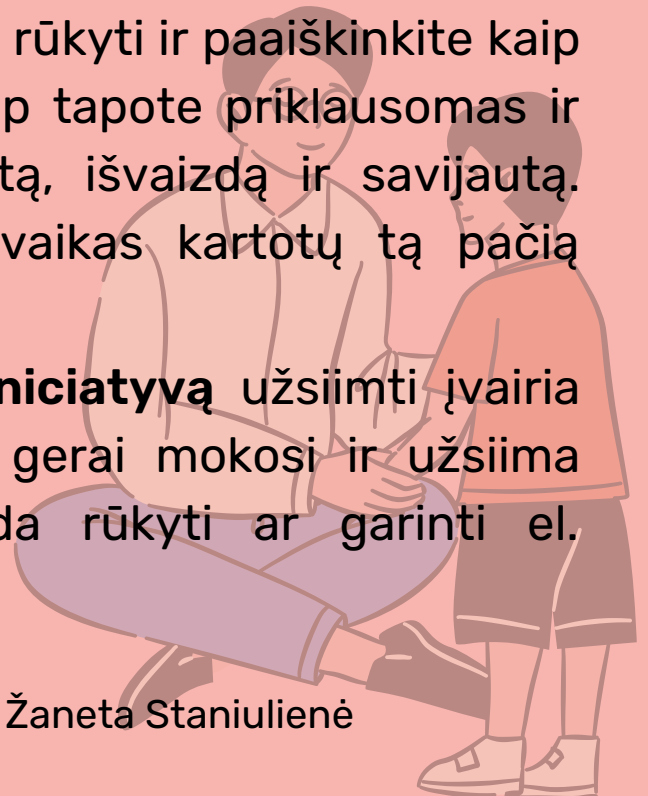 rūkyti ir paaiškinkite kaip
p tapote priklausomas ir
tą, išvaizdą ir savijautą.
vaikas kartotų tą pačią
niciatyvą užsiimti įvairia
gerai mokosi ir užsiima
da rūkyti ar garinti el.
Žaneta Staniulienė